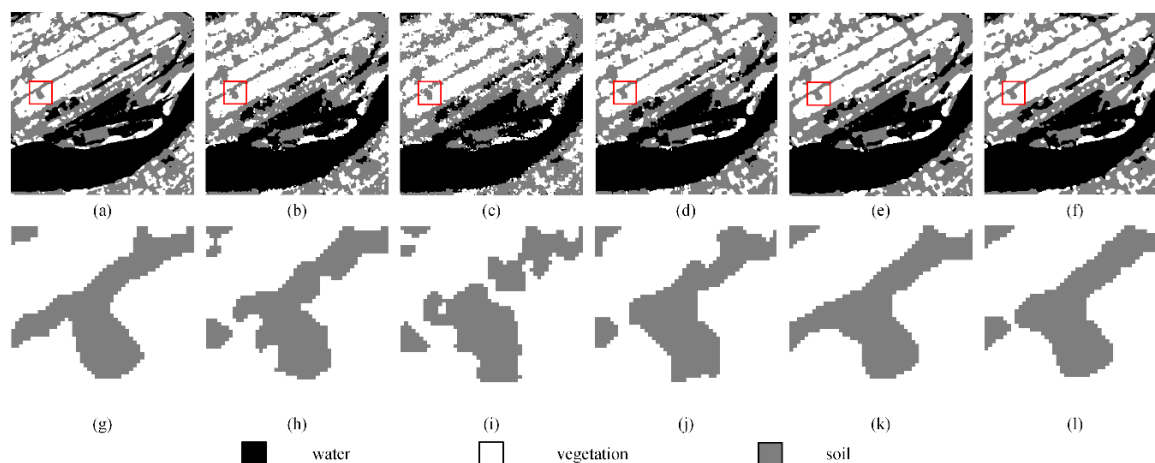 (a) (b) (c) (d) (e) (f)
(g) (h) (i) (j) (k) (l)
water vegetation soil